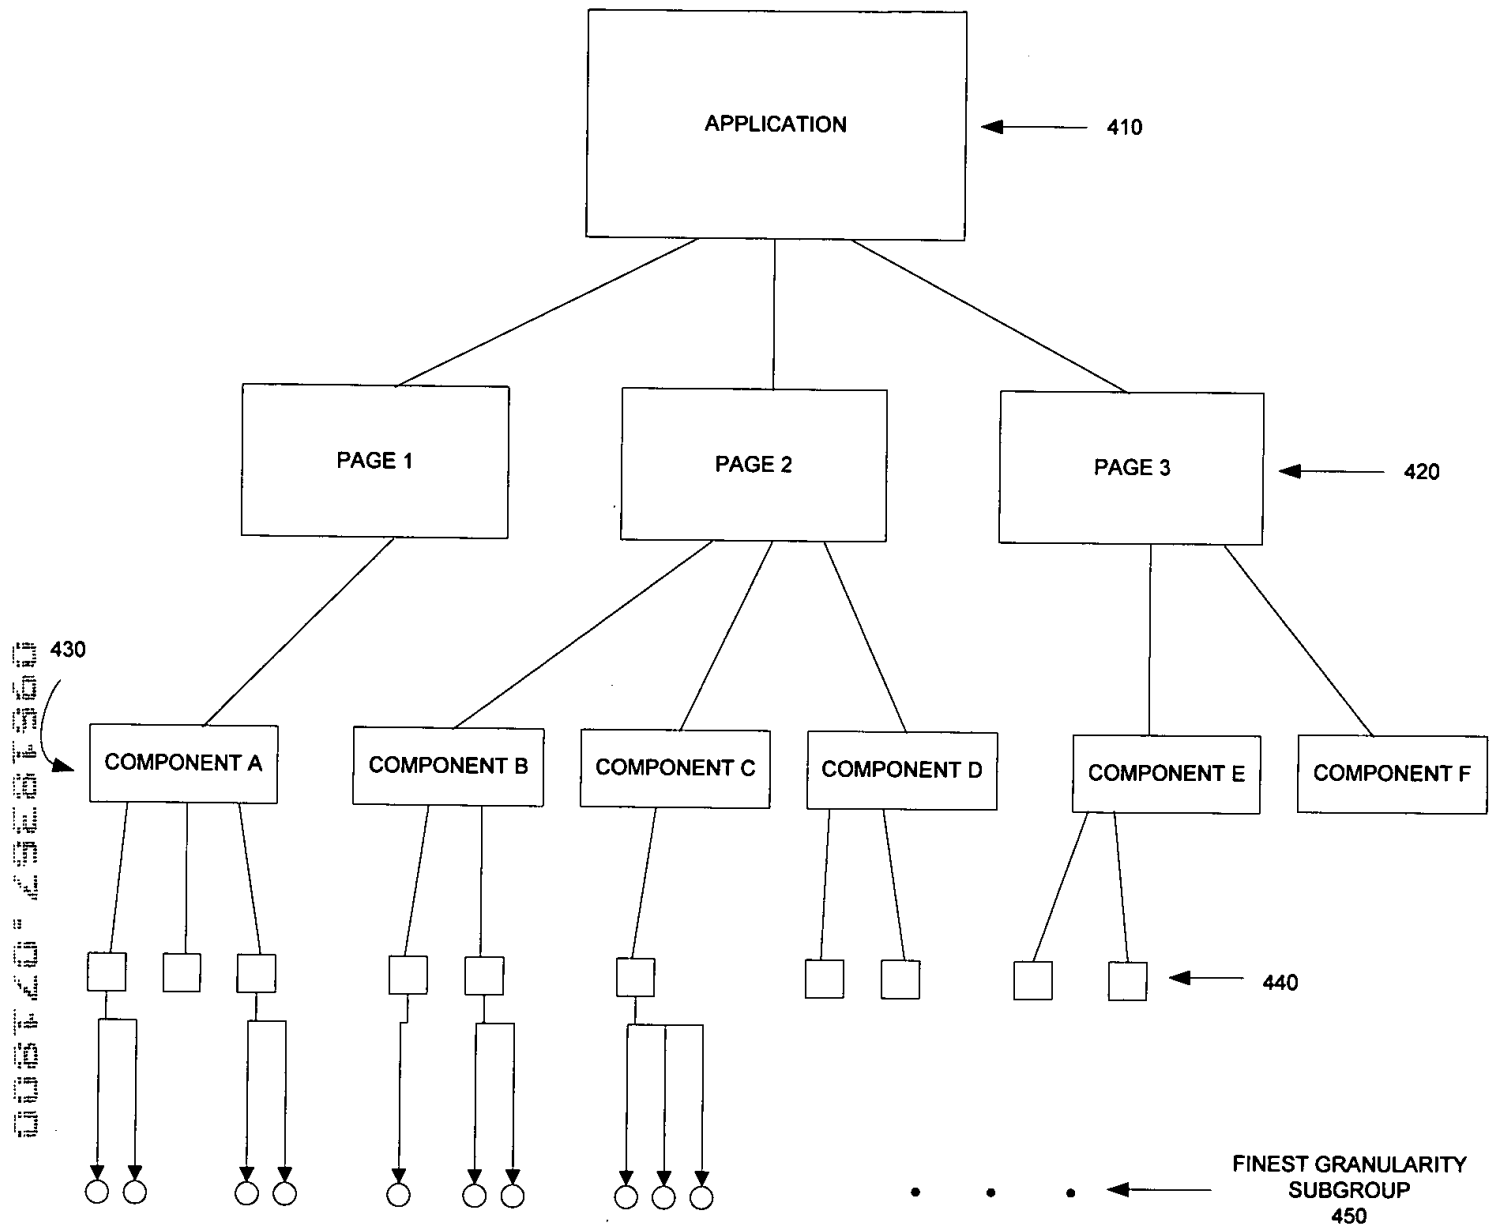 APPLICATION
410
PAGE 1
PAGE 2
PAGE 3
420
430
COMPONENT A
COMPONENT B
COMPONENT C
COMPONENT D
COMPONENT E
COMPONENT F
440
FINEST GRANULARITY
SUBGROUP
450